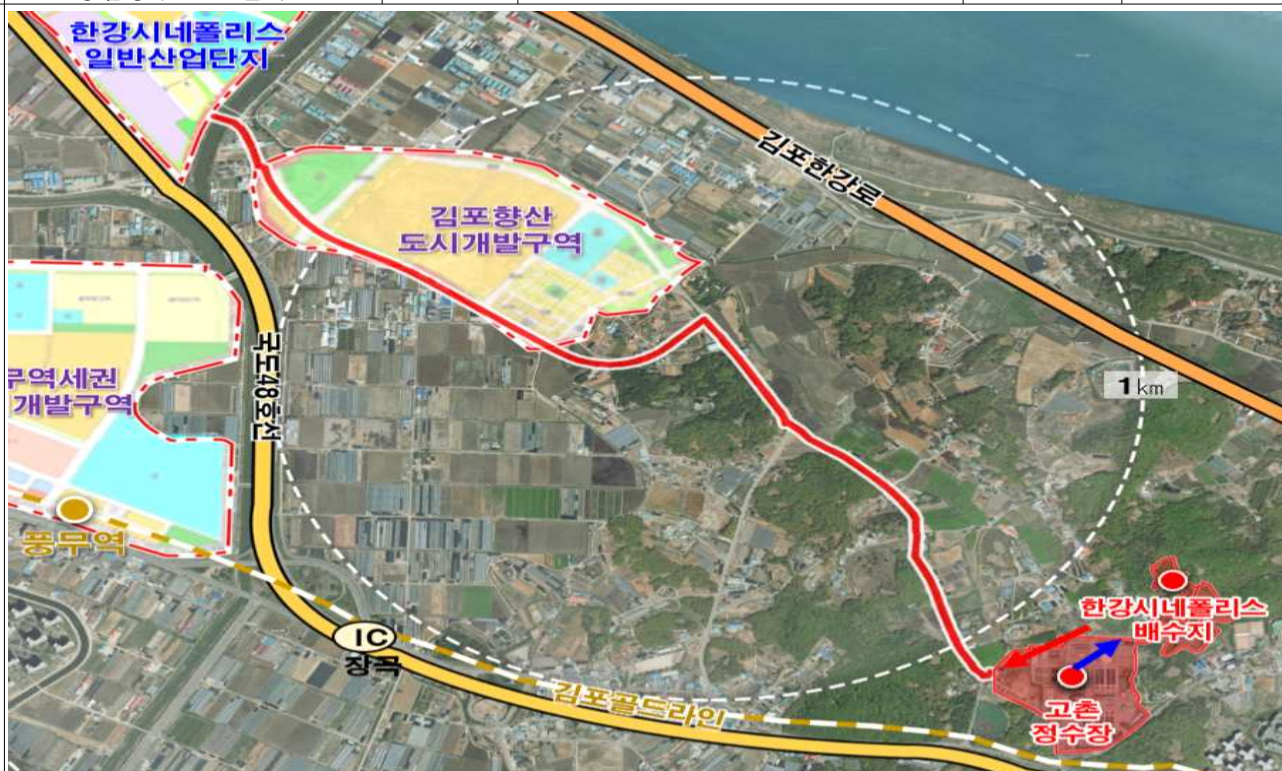 한강시네폴리스
일반산업단지
김포한강로
김포향산
도시개발구역
국도48호선
1km
무역세권
개발구역
풍무역
한강시네폴리스
배수지
IC
장곡
고촌
정수장
김포골드라인